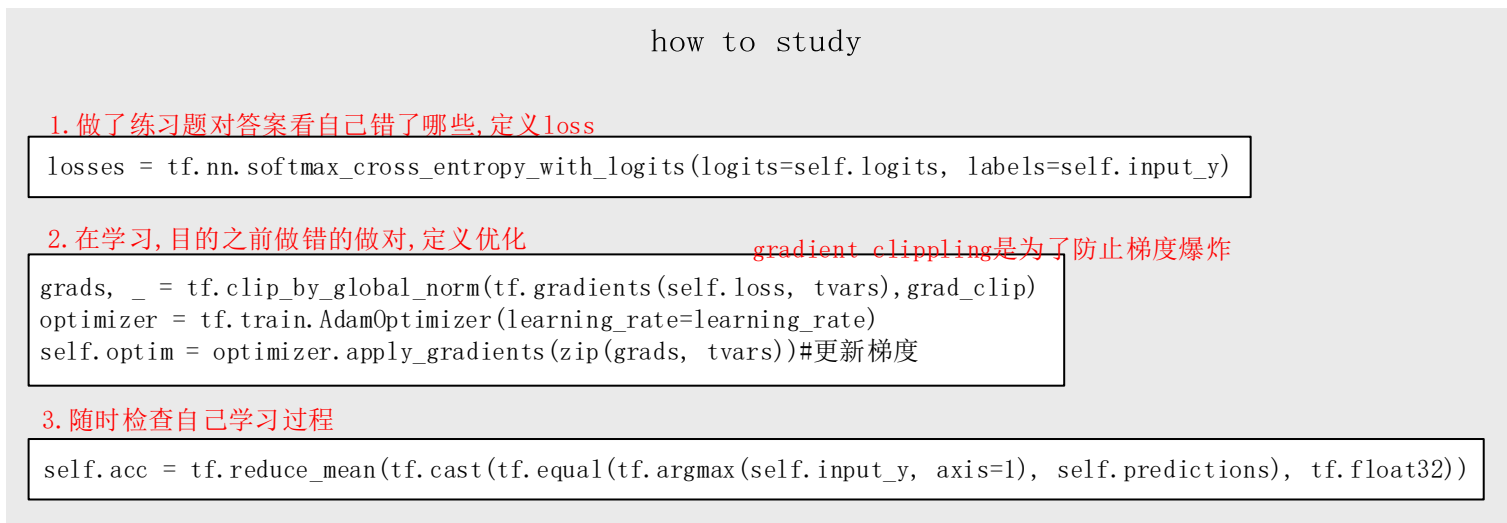 how to study
1.做了练习题对答案看自己错了哪些,定义loss
losses = tf.nn.softmax_cross_entropy_with_logits(logits=self.logits, labels=self.input_y)
2.在学习,目的之前做错的做对,定义优化
gradient clippling是为了防止梯度爆炸
grads, _ = tf.clip_by_global_norm(tf.gradients(self.loss, tvars),grad_clip)
optimizer = tf.train.AdamOptimizer(learning_rate=learning_rate)
self.optim = optimizer.apply_gradients(zip(grads, tvars))#更新梯度
3.随时检查自己学习过程
self.acc = tf.reduce_mean(tf.cast(tf.equal(tf.argmax(self.input_y, axis=1), self.predictions), tf.float32))